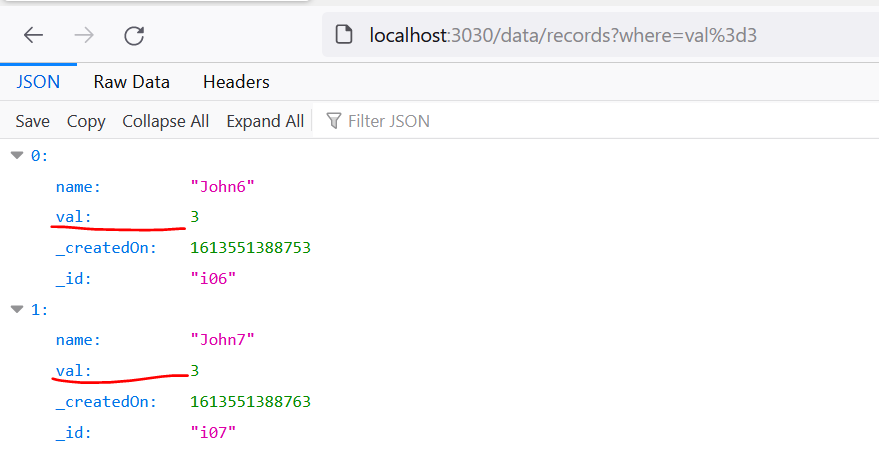 localhost:3030/data/records?where=val%3d3
JSON Raw Data Headers
Save Copy Collapse All Expand All Filter JSON
0:
name: "John6"
val: 3
_createdOn: 1613551388753
_id: "i06"
1:
name: "John7"
val: 3
_createdOn: 1613551388763
_id: "i07"